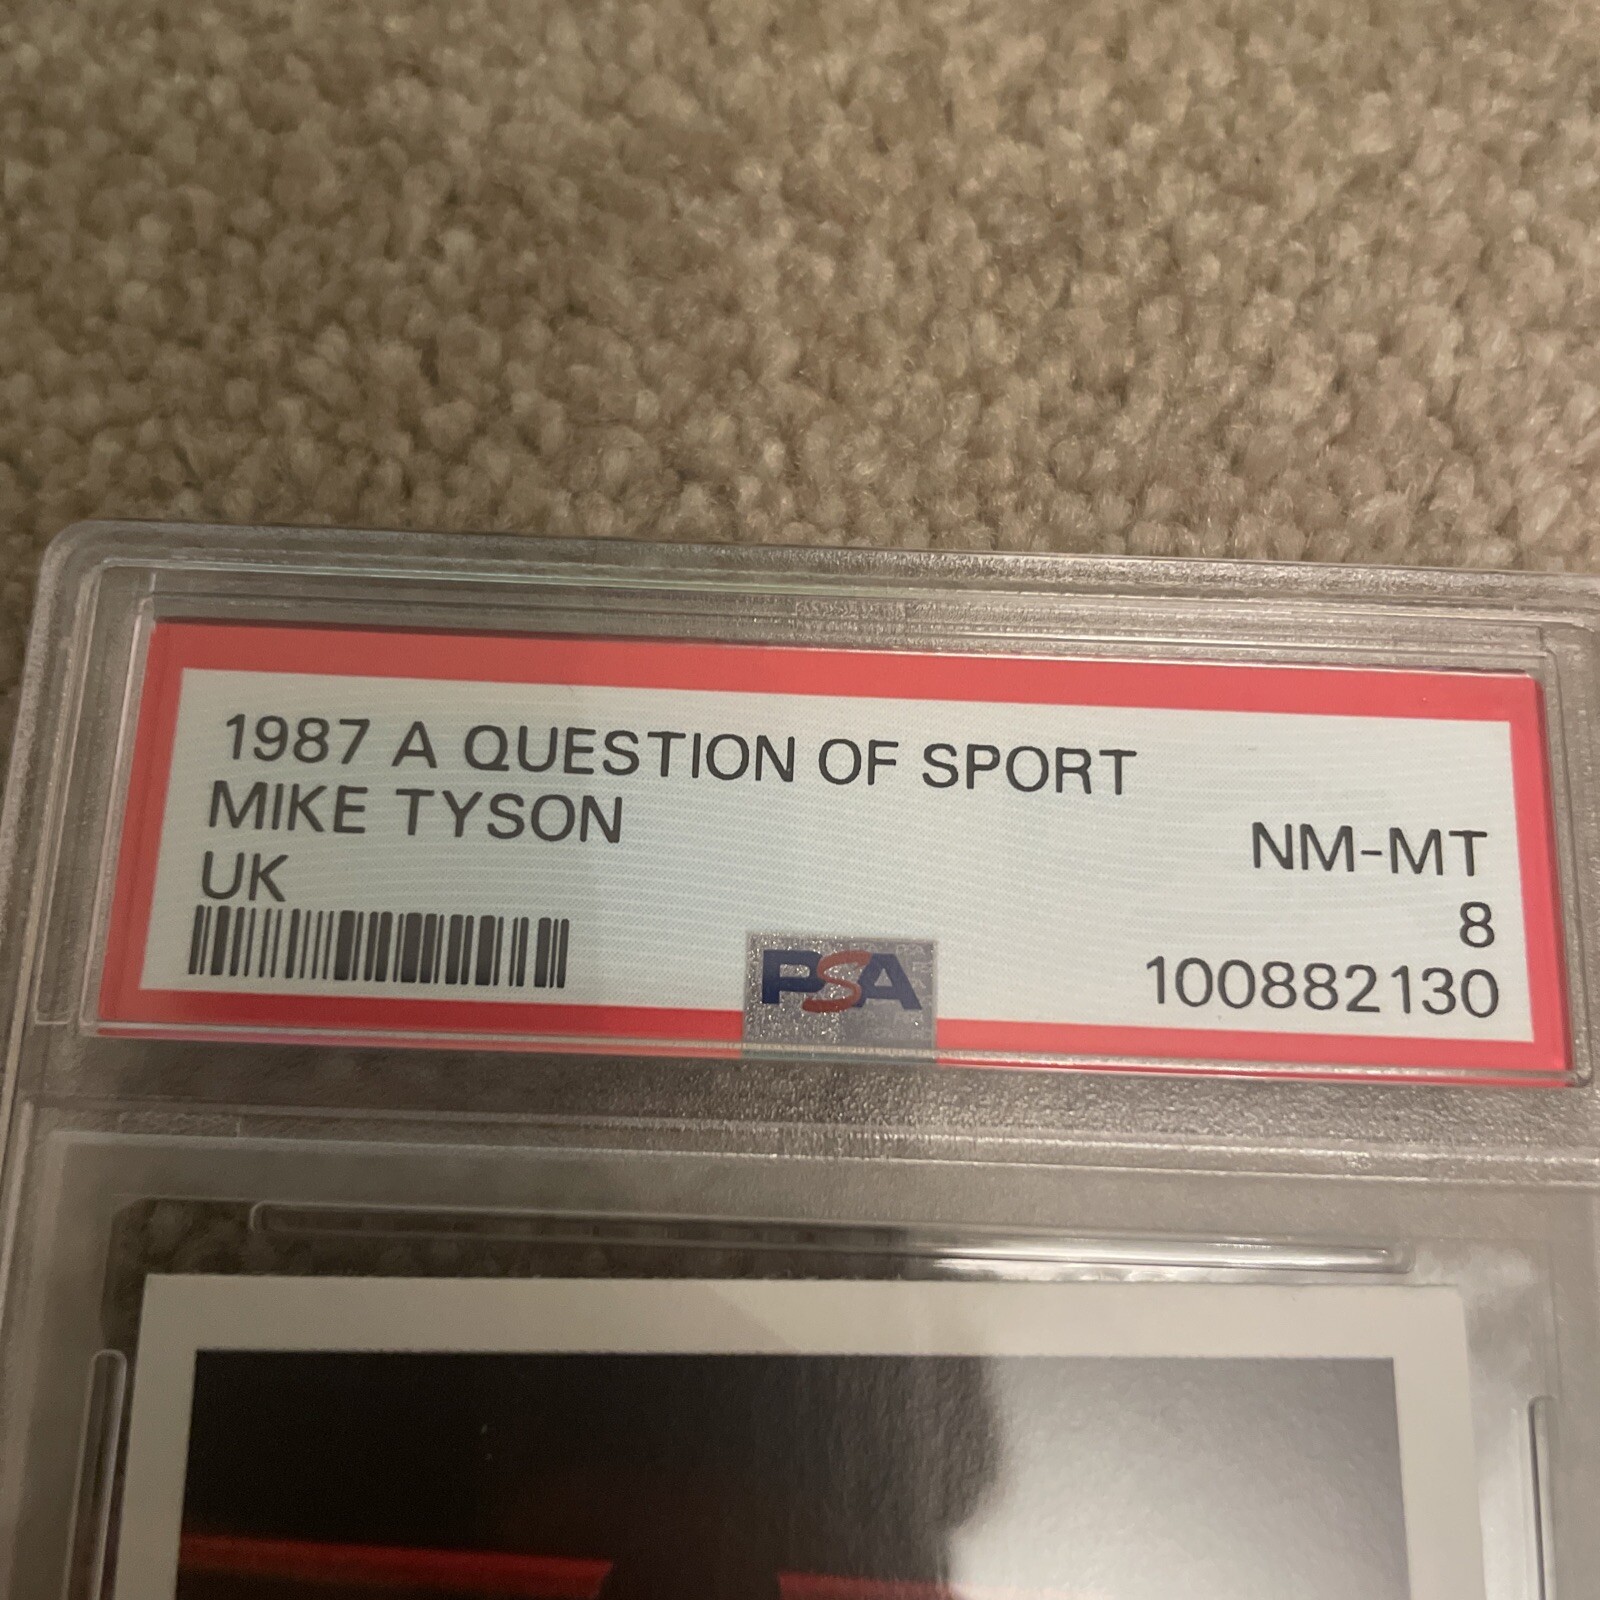 1987 A QUESTION OF SPORT
MIKE TYSON
UK
NM-MT
8
100882130
PSA